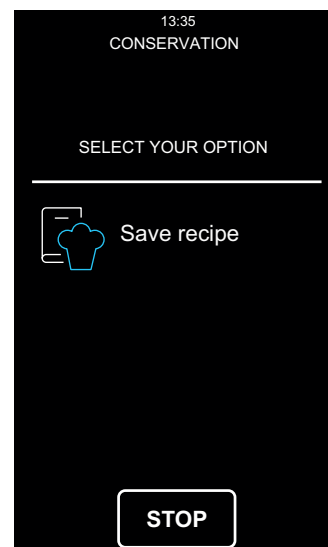 13:35
CONSERVATION
SELECT YOUR OPTION
Save recipe
STOP